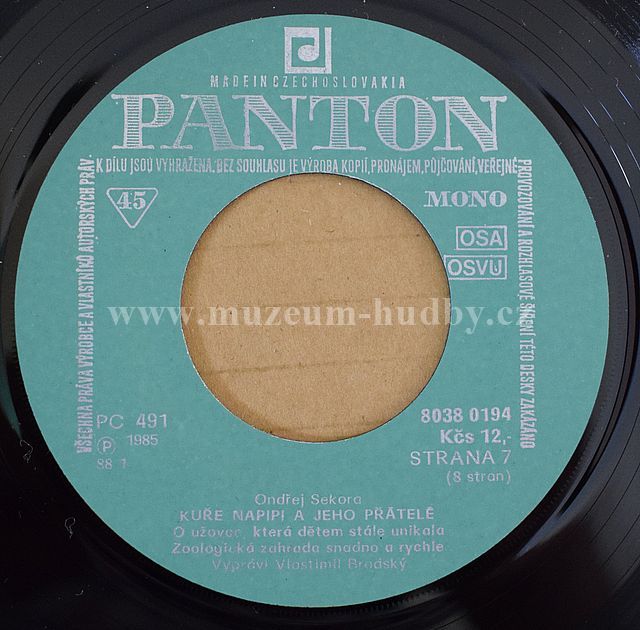 MADE IN CZECHOSLOVAKIA
PANTON
VŠECHNA PRÁVA VÝROBCE A VLASTNÍKŮ AUTORSKÝCH PRÁV
K DÍLU JSOU VYHRAŽENA. BEZ SOUHLASU JE VÝROBA KOPIÍ, PRONÁJEM, PŮJČOVÁNÍ, VEŘEJNÉ
PROVOZOVÁNÍ A ROZHLASOVÉ ŠÍŘENÍ TÉTO DESKY ZAKÁZÁNO
45
MONO
OSA
OSVU
www.muzeum-hudby.cz
PC 491
Ⓟ 1985
88 1
8038 0194
Kčs 12,-
STRANA 7
(8 stran)
Ondřej Sekora
KUŘE NAPIPI A JEHO PŘÁTELÉ
O užovce, která dětem stále unikala
Zoologická zahrada snadno a rychle
Vypráví Vlastimil Brodský